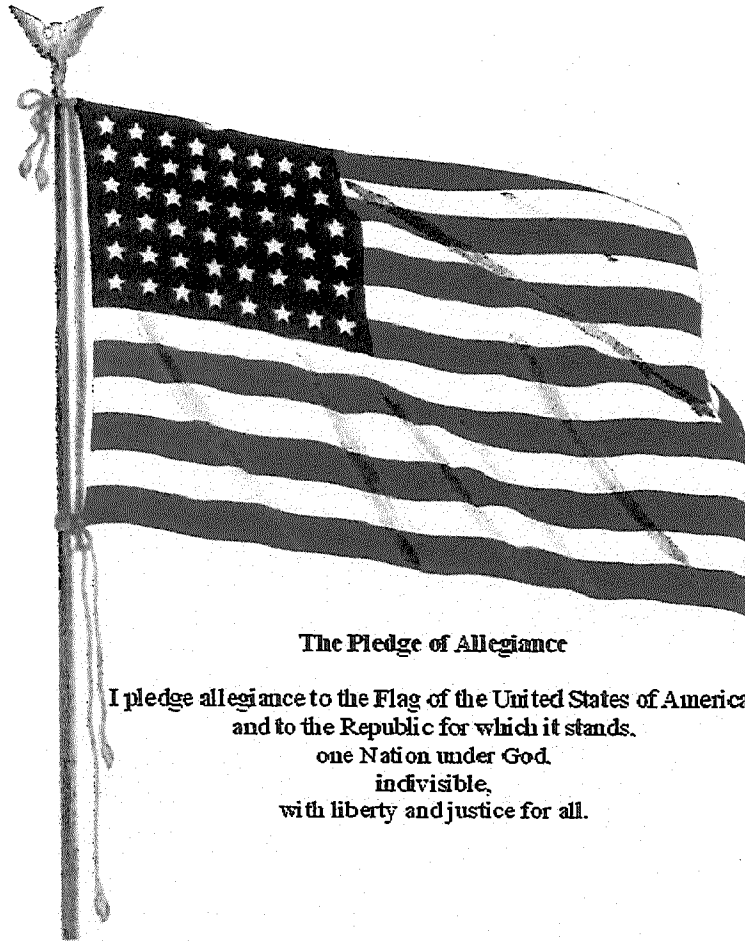 The Pledge of Allegiance
I pledge allegiance to the Flag of the United States of America
and to the Republic for which it stands.
one Nation under God,
indivisible,
with liberty and justice for all.